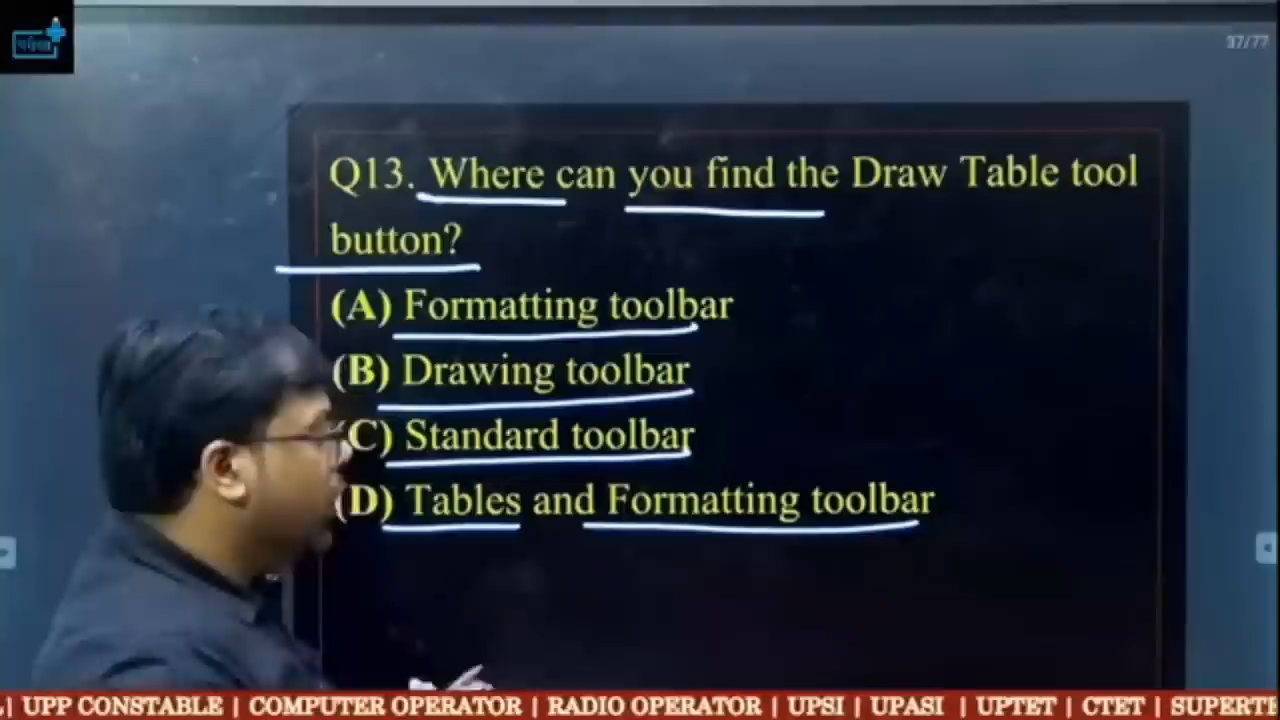 37/77
Q13. Where can you find the Draw Table tool
button?
(A) Formatting toolbar
(B) Drawing toolbar
(C) Standard toolbar
(D) Tables and Formatting toolbar
| UPP CONSTABLE | COMPUTER OPERATOR | RADIO OPERATOR | UPSI | UPASI | UPTET | CTET |